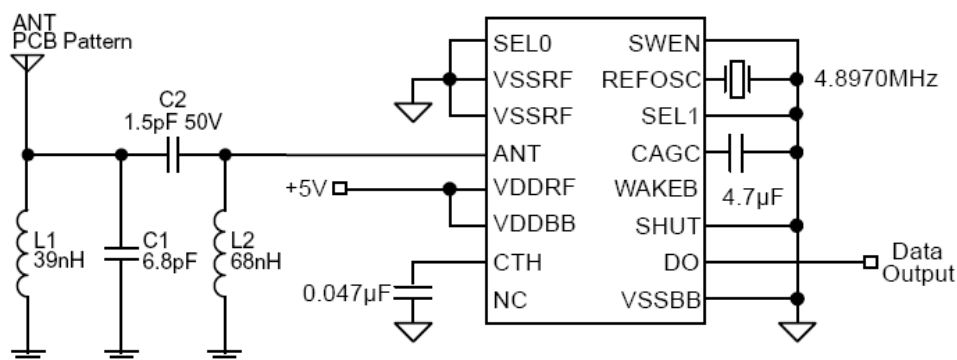 ANT
PCB Pattern
C2
1.5pF 50V
L1
39nH
C1
6.8pF
L2
68nH
+5V
0.047µF
SEL0
VSSRF
VSSRF
ANT
VDDRF
VDDBB
CTH
NC
SWEN
REFOSC
SEL1
CAGC
WAKEB
SHUT
DO
VSSBB
4.8970MHz
4.7µF
Data
Output